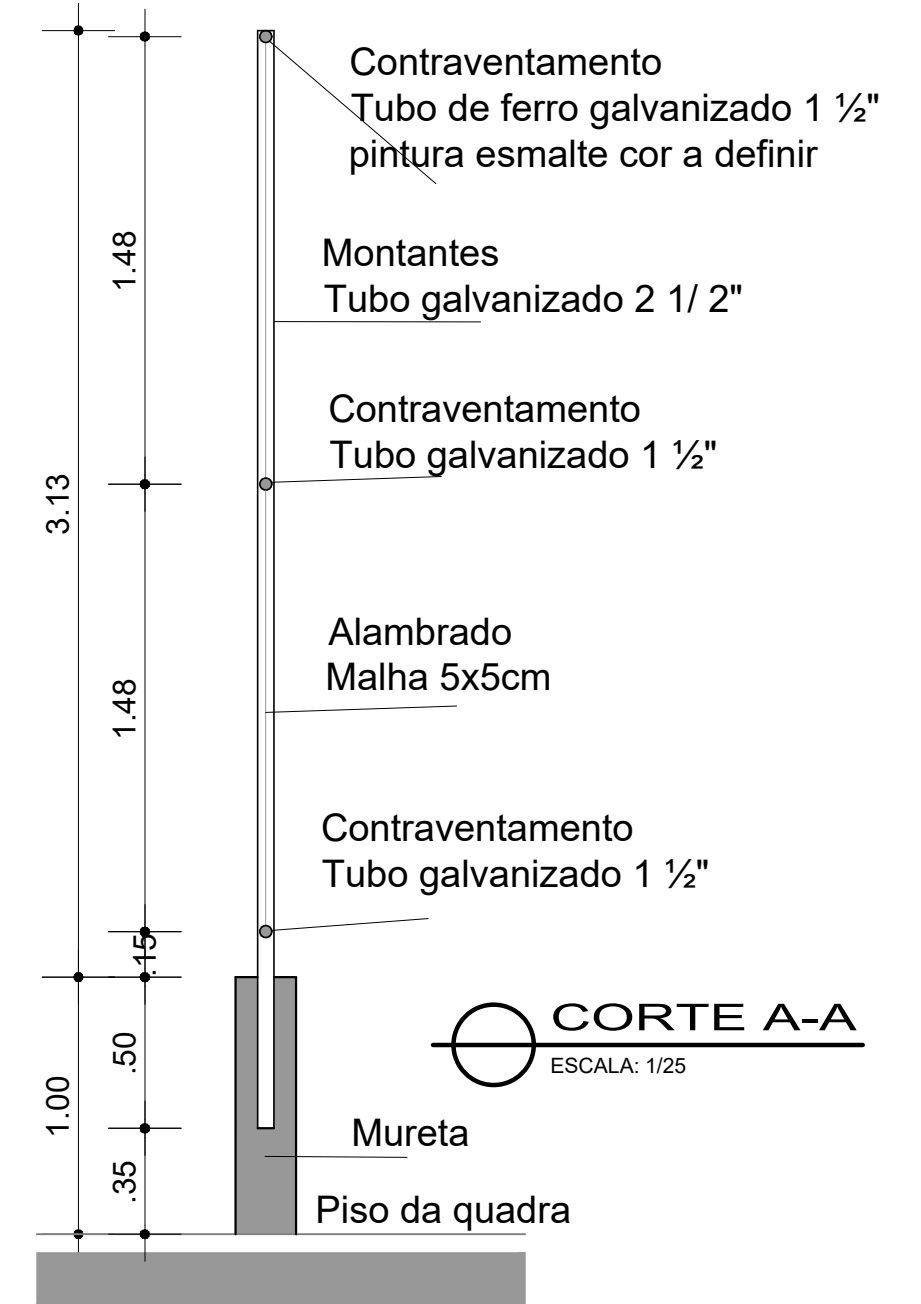 Contraventamento
Tubo de ferro galvanizado 1 ½"
pintura esmalte cor a definir
1.48
Montantes
Tubo galvanizado 2 1/ 2"
Contraventamento
Tubo galvanizado 1 ½"
3.13
Alambrado
Malha 5x5cm
1.48
Contraventamento
Tubo galvanizado 1 ½"
.15
CORTE A-A
ESCALA: 1/25
.50
1.00
Mureta
.35
Piso da quadra